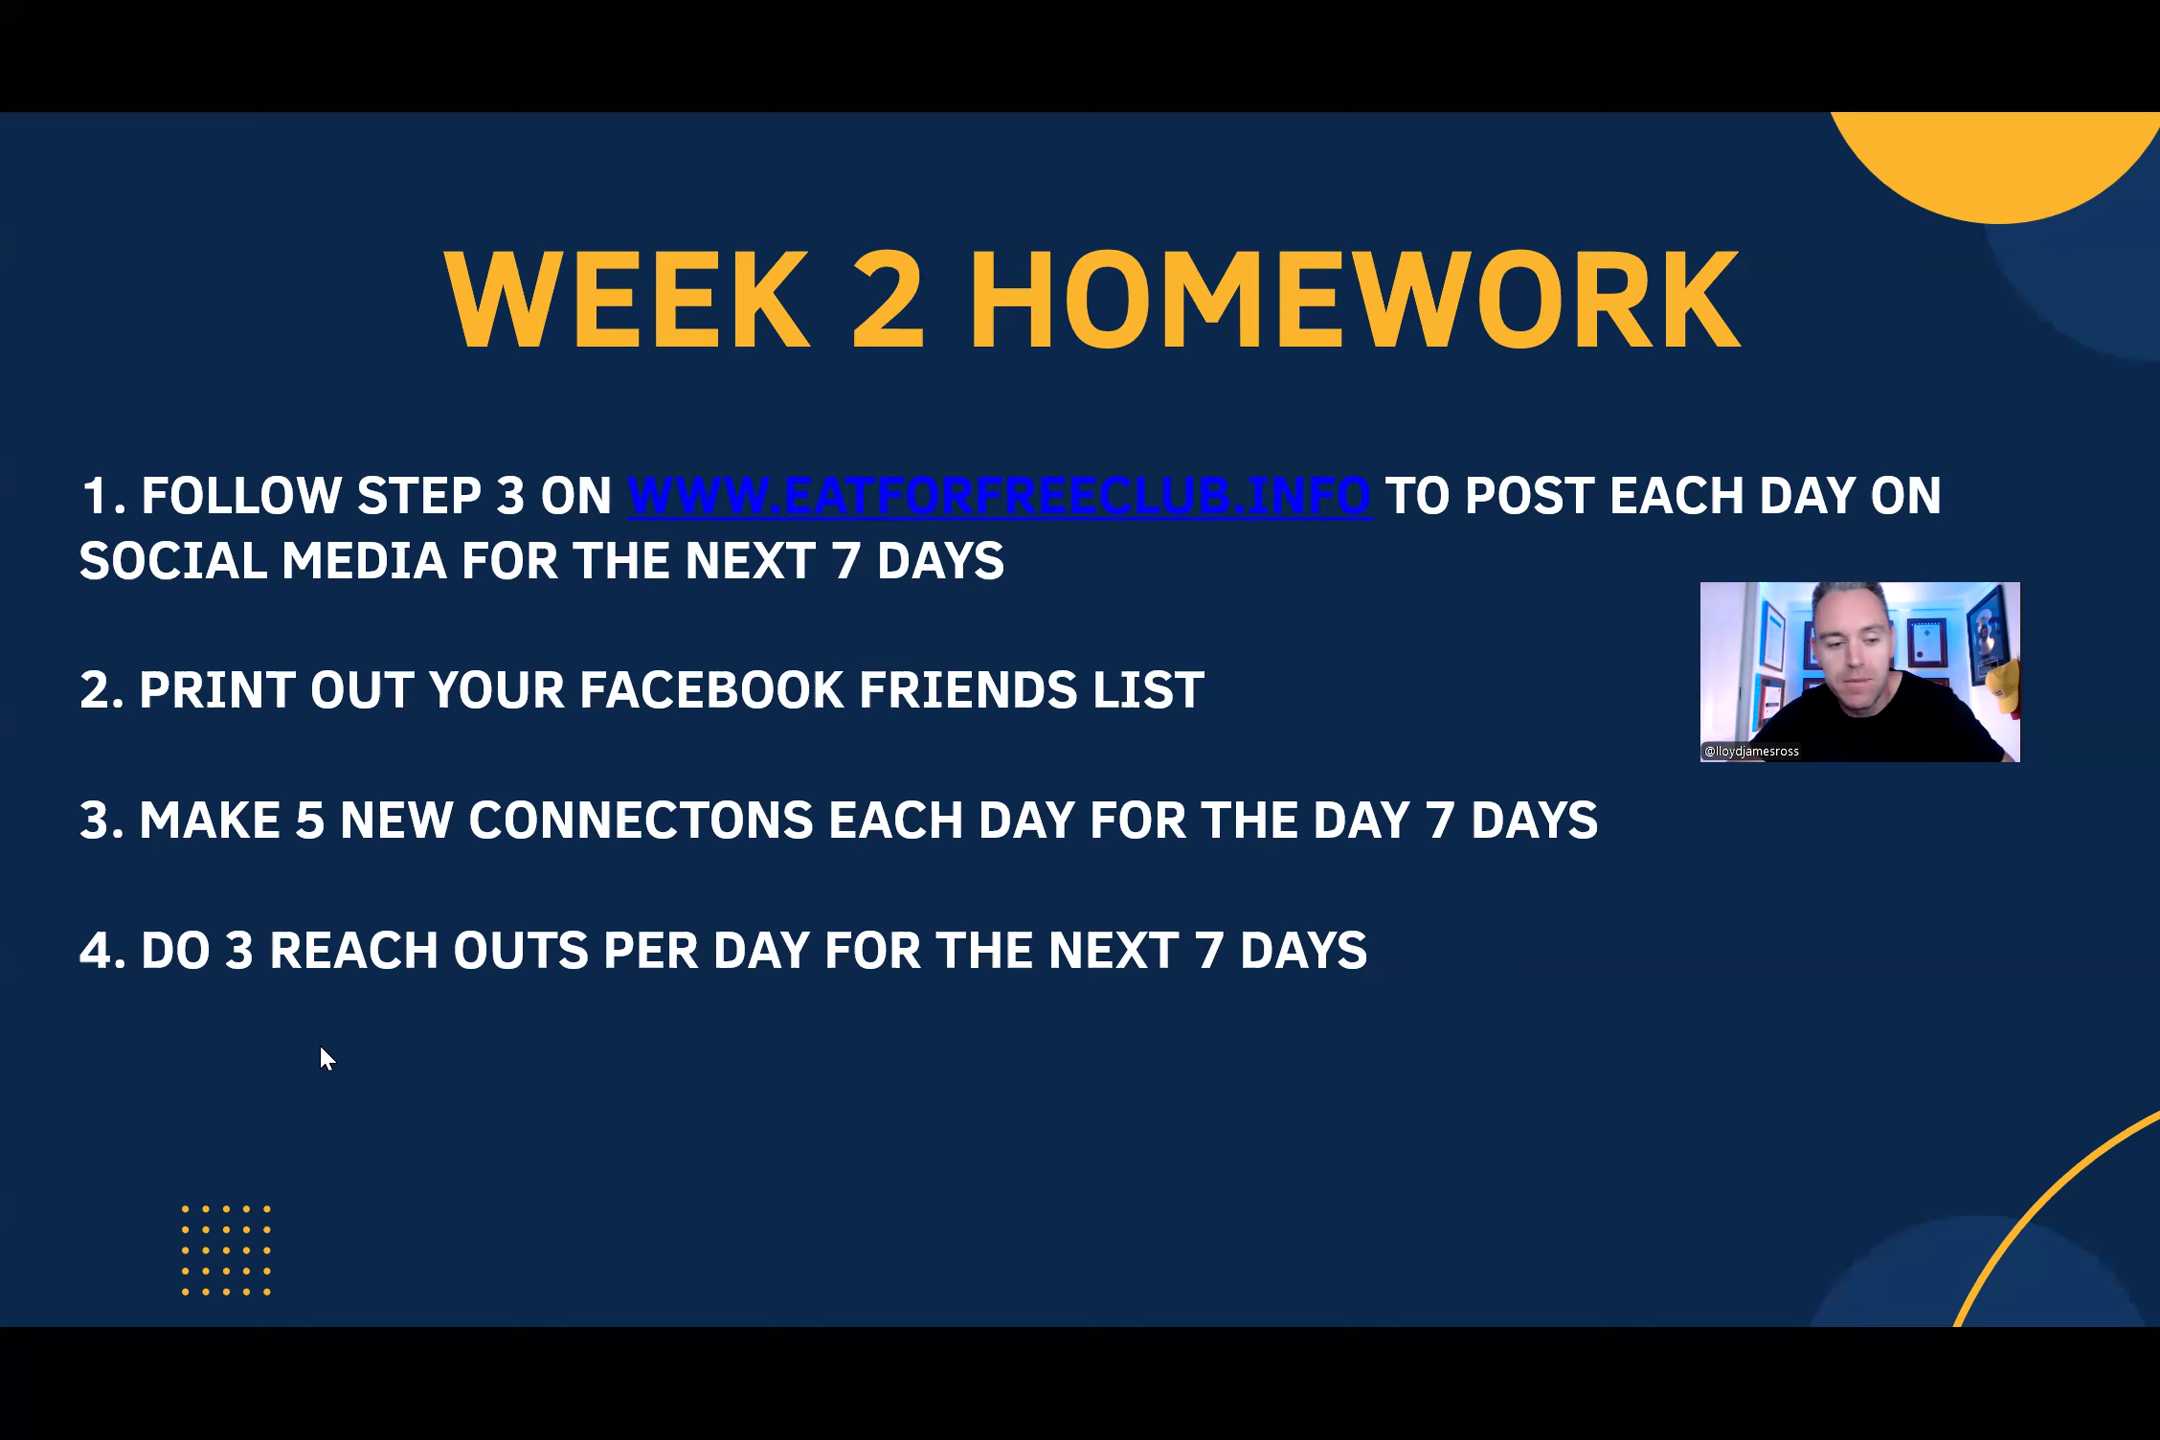 WEEK 2 HOMEWORK
1. FOLLOW STEP 3 ON WWW.EATFORFREECLUB.INFO TO POST EACH DAY ON
SOCIAL MEDIA FOR THE NEXT 7 DAYS
2. PRINT OUT YOUR FACEBOOK FRIENDS LIST
3. MAKE 5 NEW CONNECTONS EACH DAY FOR THE DAY 7 DAYS
4. DO 3 REACH OUTS PER DAY FOR THE NEXT 7 DAYS
@lloydjamesross